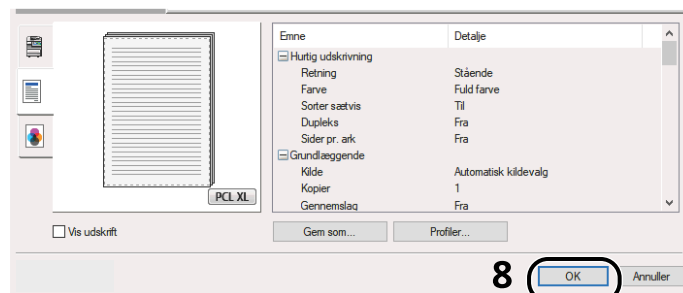 Emne Detalje
Hurtig udskrivning
Retning Stående
Farve Fuld farve
Sorter sætvis Til
Dupleks Fra
Sider pr. ark Fra
Grundlæggende
Kilde Automatisk kildevalg
Kopier 1
Gennemslag Fra
PCL XL
Vis udskrift Gem som... Profiler...
8 OK Annuller